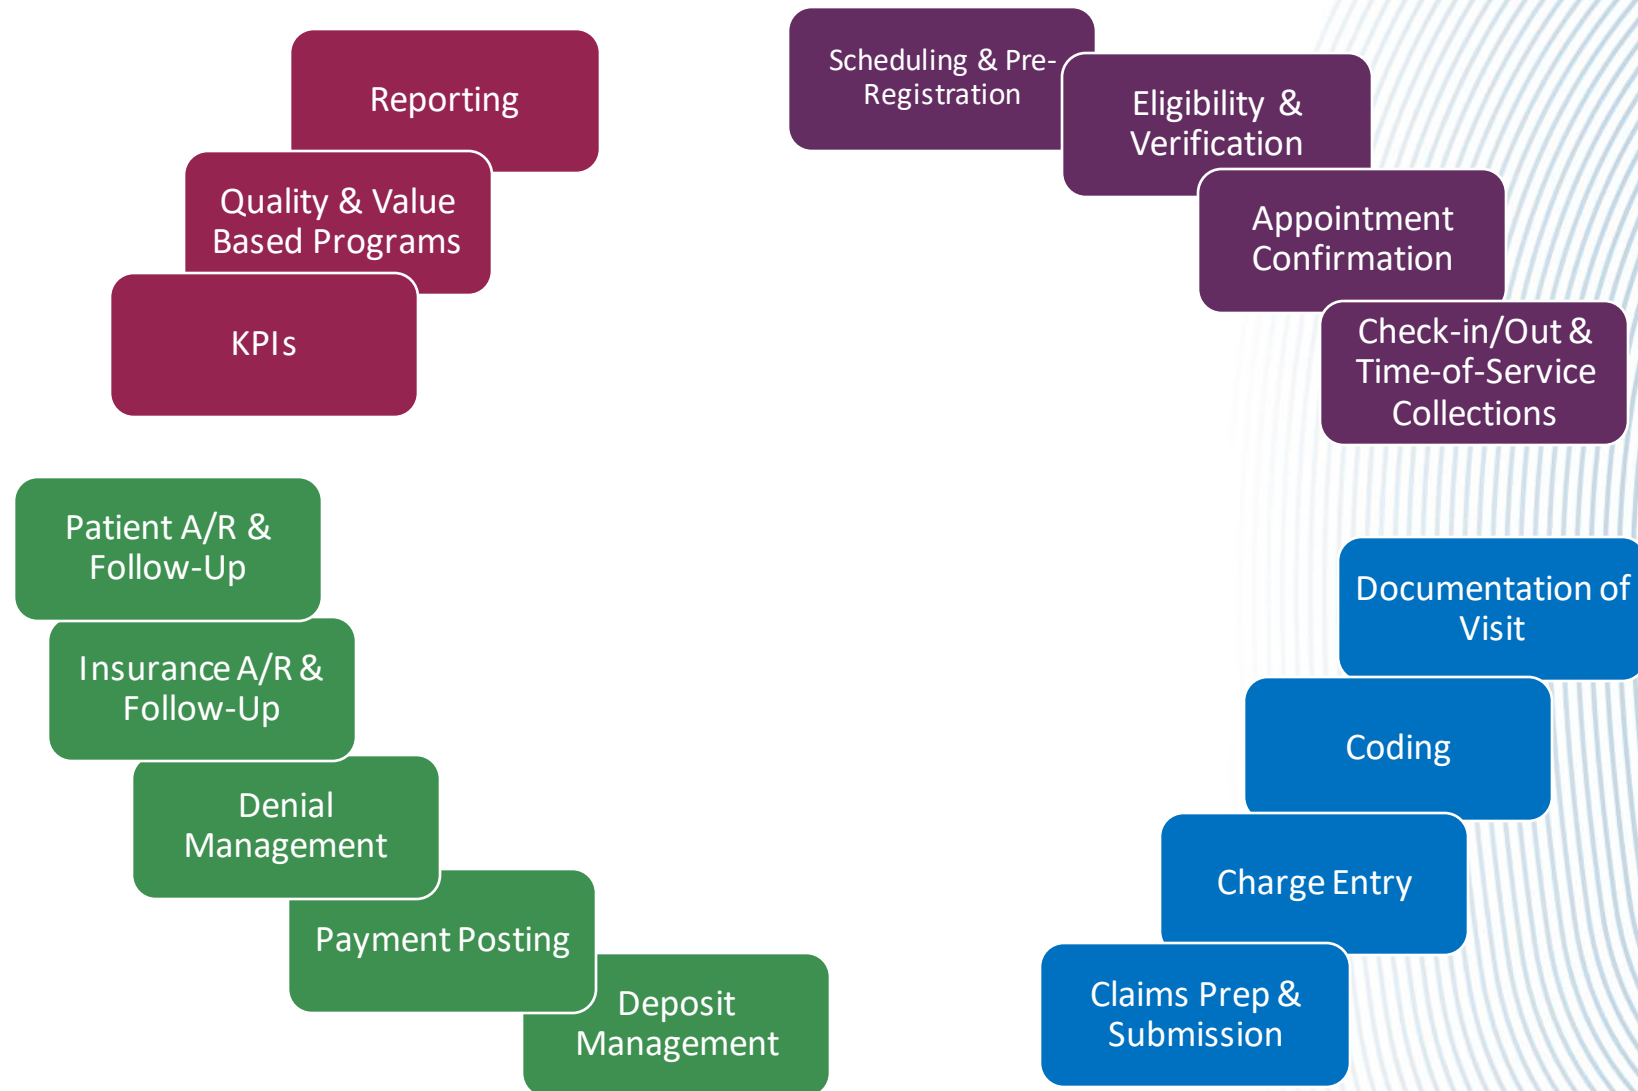 Reporting
Quality & Value
Based Programs
KPIs
Scheduling & Pre-
Registration
Eligibility &
Verification
Appointment
Confirmation
Check-in/Out &
Time-of-Service
Collections
Patient A/R &
Follow-Up
Insurance A/R &
Follow-Up
Denial
Management
Payment Posting
Deposit
Management
Documentation of
Visit
Coding
Charge Entry
Claims Prep &
Submission